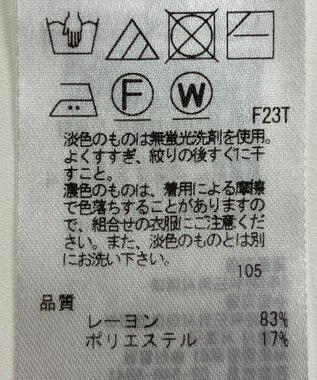 F W
F23T
淡色のものは無蛍光洗剤を使用。
よくすすぎ、絞りの後すぐに干
すこと。
濃色のものは、着用による摩擦
で色落ちすることがありますの
で、組合せの衣服にご注意くだ
さい。また、淡色のものとは別
にお洗い下さい。
105
品質
レーヨン 83%
ポリエステル 17%